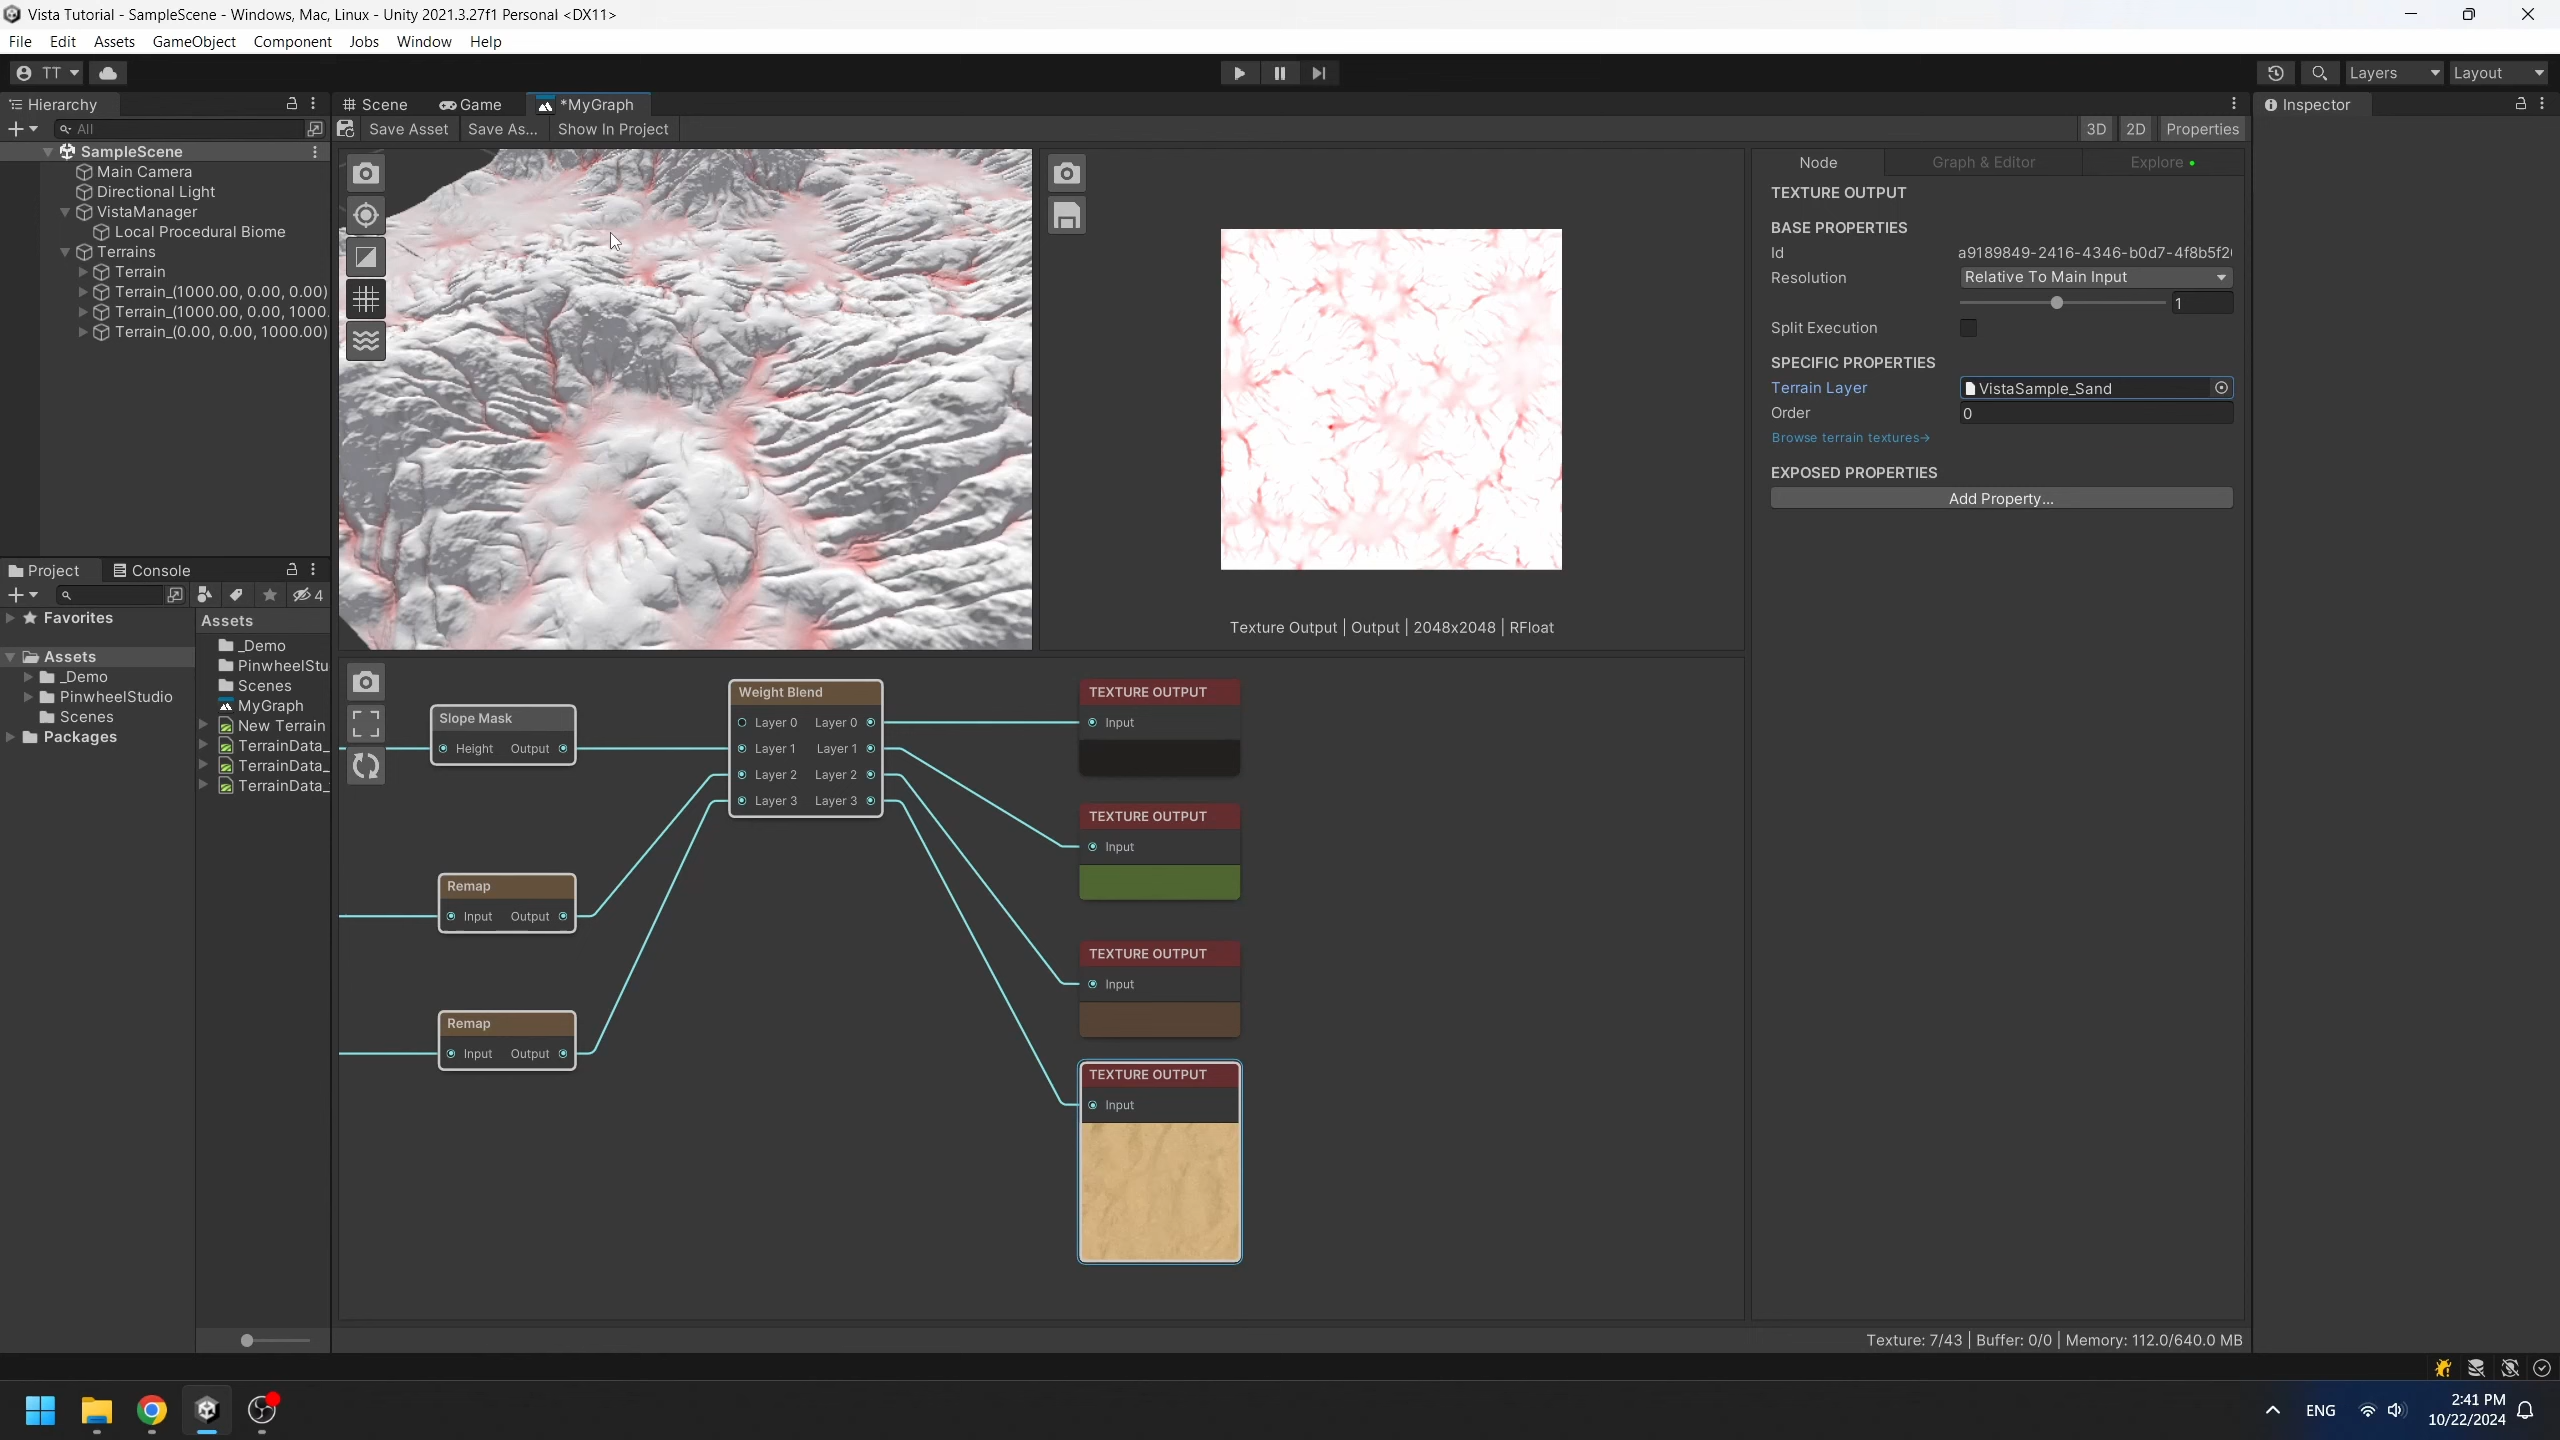 Vista Tutorial - SampleScene - Windows, Mac, Linux - Unity 2021.3.27f1 Personal <DX11>
File Edit Assets GameObject Component Jobs Window Help
TT
Layers Layout
Hierarchy
Scene Game *MyGraph
Inspector
All
Save Asset Save As... Show In Project
3D 2D Properties
SampleScene
Main Camera
Directional Light
VistaManager
Local Procedural Biome
Terrains
Terrain
Terrain_(1000.00, 0.00, 0.00)
Terrain_(1000.00, 0.00, 1000.
Terrain_(0.00, 0.00, 1000.00)
Node Graph & Editor Explore
TEXTURE OUTPUT
BASE PROPERTIES
Id a9189849-2416-4346-b0d7-4f8b5f2
Resolution Relative To Main Input
1
Split Execution
SPECIFIC PROPERTIES
Terrain Layer VistaSample_Sand
Order 0
Browse terrain textures→
EXPOSED PROPERTIES
Add Property...
Texture Output | Output | 2048x2048 | RFloat
Project Console
4
Favorites
Assets
_Demo
PinwheelStudio
Scenes
Packages
Assets
_Demo
PinwheelStu
Scenes
MyGraph
New Terrain
TerrainData_
TerrainData_
TerrainData_
Slope Mask
Height Output
Remap
Input Output
Remap
Input Output
Weight Blend
Layer 0 Layer 0
Layer 1 Layer 1
Layer 2 Layer 2
Layer 3 Layer 3
TEXTURE OUTPUT
Input
TEXTURE OUTPUT
Input
TEXTURE OUTPUT
Input
TEXTURE OUTPUT
Input
Texture: 7/43 | Buffer: 0/0 | Memory: 112.0/640.0 MB
ENG
2:41 PM
10/22/2024